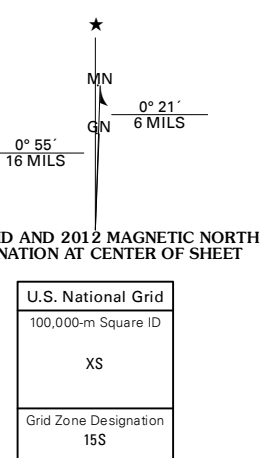 ★
MN
0° 21´
6 MILS
GN
0° 55´
16 MILS
AND 2012 MAGNETIC NORTH
AT CENTER OF SHEET
U.S. National Grid
100,000-m Square ID
XS
Grid Zone Designation
15S